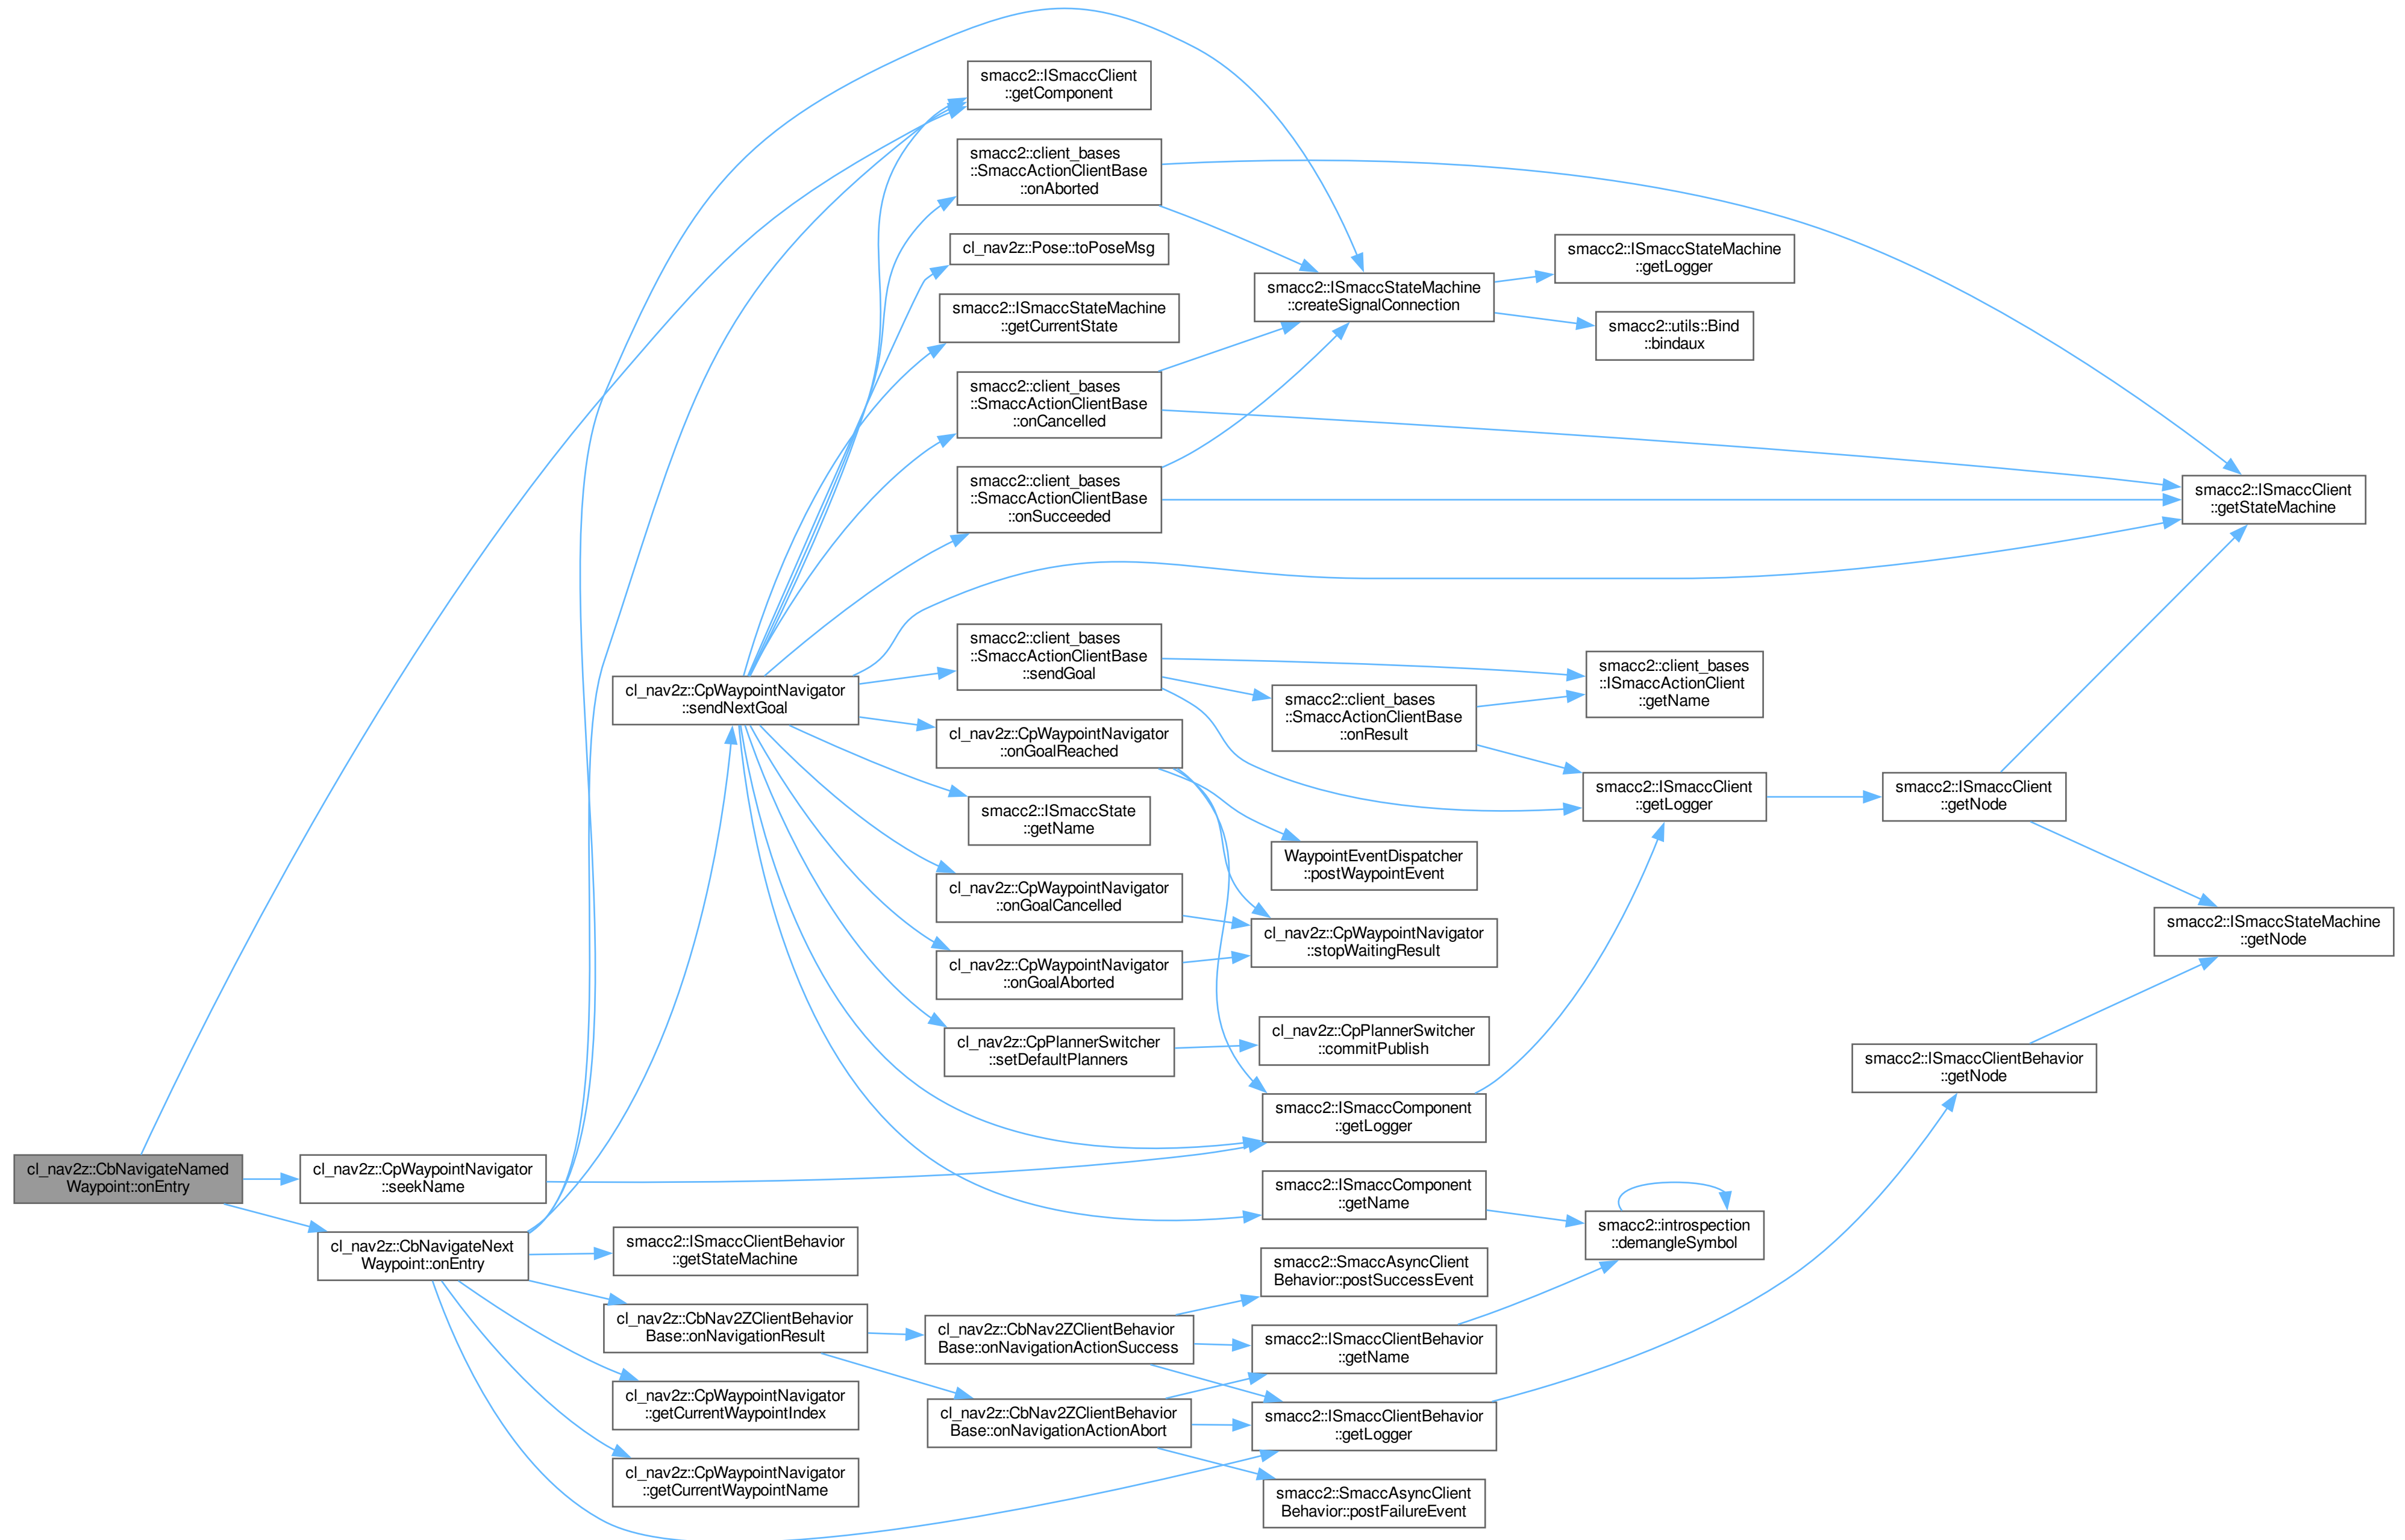 smacc2::ISmaccClient
::getComponent
smacc2::client_bases
::SmaccActionClientBase
::onAborted
cl_nav2z::Pose::toPoseMsg
smacc2::ISmaccStateMachine
::getCurrentState
smacc2::client_bases
::SmaccActionClientBase
::onCancelled
smacc2::client_bases
::SmaccActionClientBase
::onSucceeded
smacc2::ISmaccStateMachine
::createSignalConnection
smacc2::ISmaccStateMachine
::getLogger
smacc2::utils::Bind
::bindaux
smacc2::ISmaccClient
::getStateMachine
smacc2::client_bases
::SmaccActionClientBase
::sendGoal
cl_nav2z::CpWaypointNavigator
::sendNextGoal
smacc2::client_bases
::SmaccActionClientBase
::onResult
smacc2::client_bases
::ISmaccActionClient
::getName
cl_nav2z::CpWaypointNavigator
::onGoalReached
smacc2::ISmaccState
::getName
smacc2::ISmaccClient
::getLogger
smacc2::ISmaccClient
::getNode
WaypointEventDispatcher
::postWaypointEvent
cl_nav2z::CpWaypointNavigator
::onGoalCancelled
cl_nav2z::CpWaypointNavigator
::stopWaitingResult
smacc2::ISmaccStateMachine
::getNode
cl_nav2z::CpWaypointNavigator
::onGoalAborted
cl_nav2z::CpPlannerSwitcher
::setDefaultPlanners
cl_nav2z::CpPlannerSwitcher
::commitPublish
smacc2::ISmaccClientBehavior
::getNode
smacc2::ISmaccComponent
::getLogger
cl_nav2z::CbNavigateNamed
Waypoint::onEntry
cl_nav2z::CpWaypointNavigator
::seekName
smacc2::ISmaccComponent
::getName
smacc2::introspection
::demangleSymbol
cl_nav2z::CbNavigateNext
Waypoint::onEntry
smacc2::ISmaccClientBehavior
::getStateMachine
smacc2::SmaccAsyncClient
Behavior::postSuccessEvent
cl_nav2z::CbNav2ZClientBehavior
Base::onNavigationResult
cl_nav2z::CbNav2ZClientBehavior
Base::onNavigationActionSuccess
smacc2::ISmaccClientBehavior
::getName
cl_nav2z::CpWaypointNavigator
::getCurrentWaypointIndex
cl_nav2z::CbNav2ZClientBehavior
Base::onNavigationActionAbort
smacc2::ISmaccClientBehavior
::getLogger
cl_nav2z::CpWaypointNavigator
::getCurrentWaypointName
smacc2::SmaccAsyncClient
Behavior::postFailureEvent